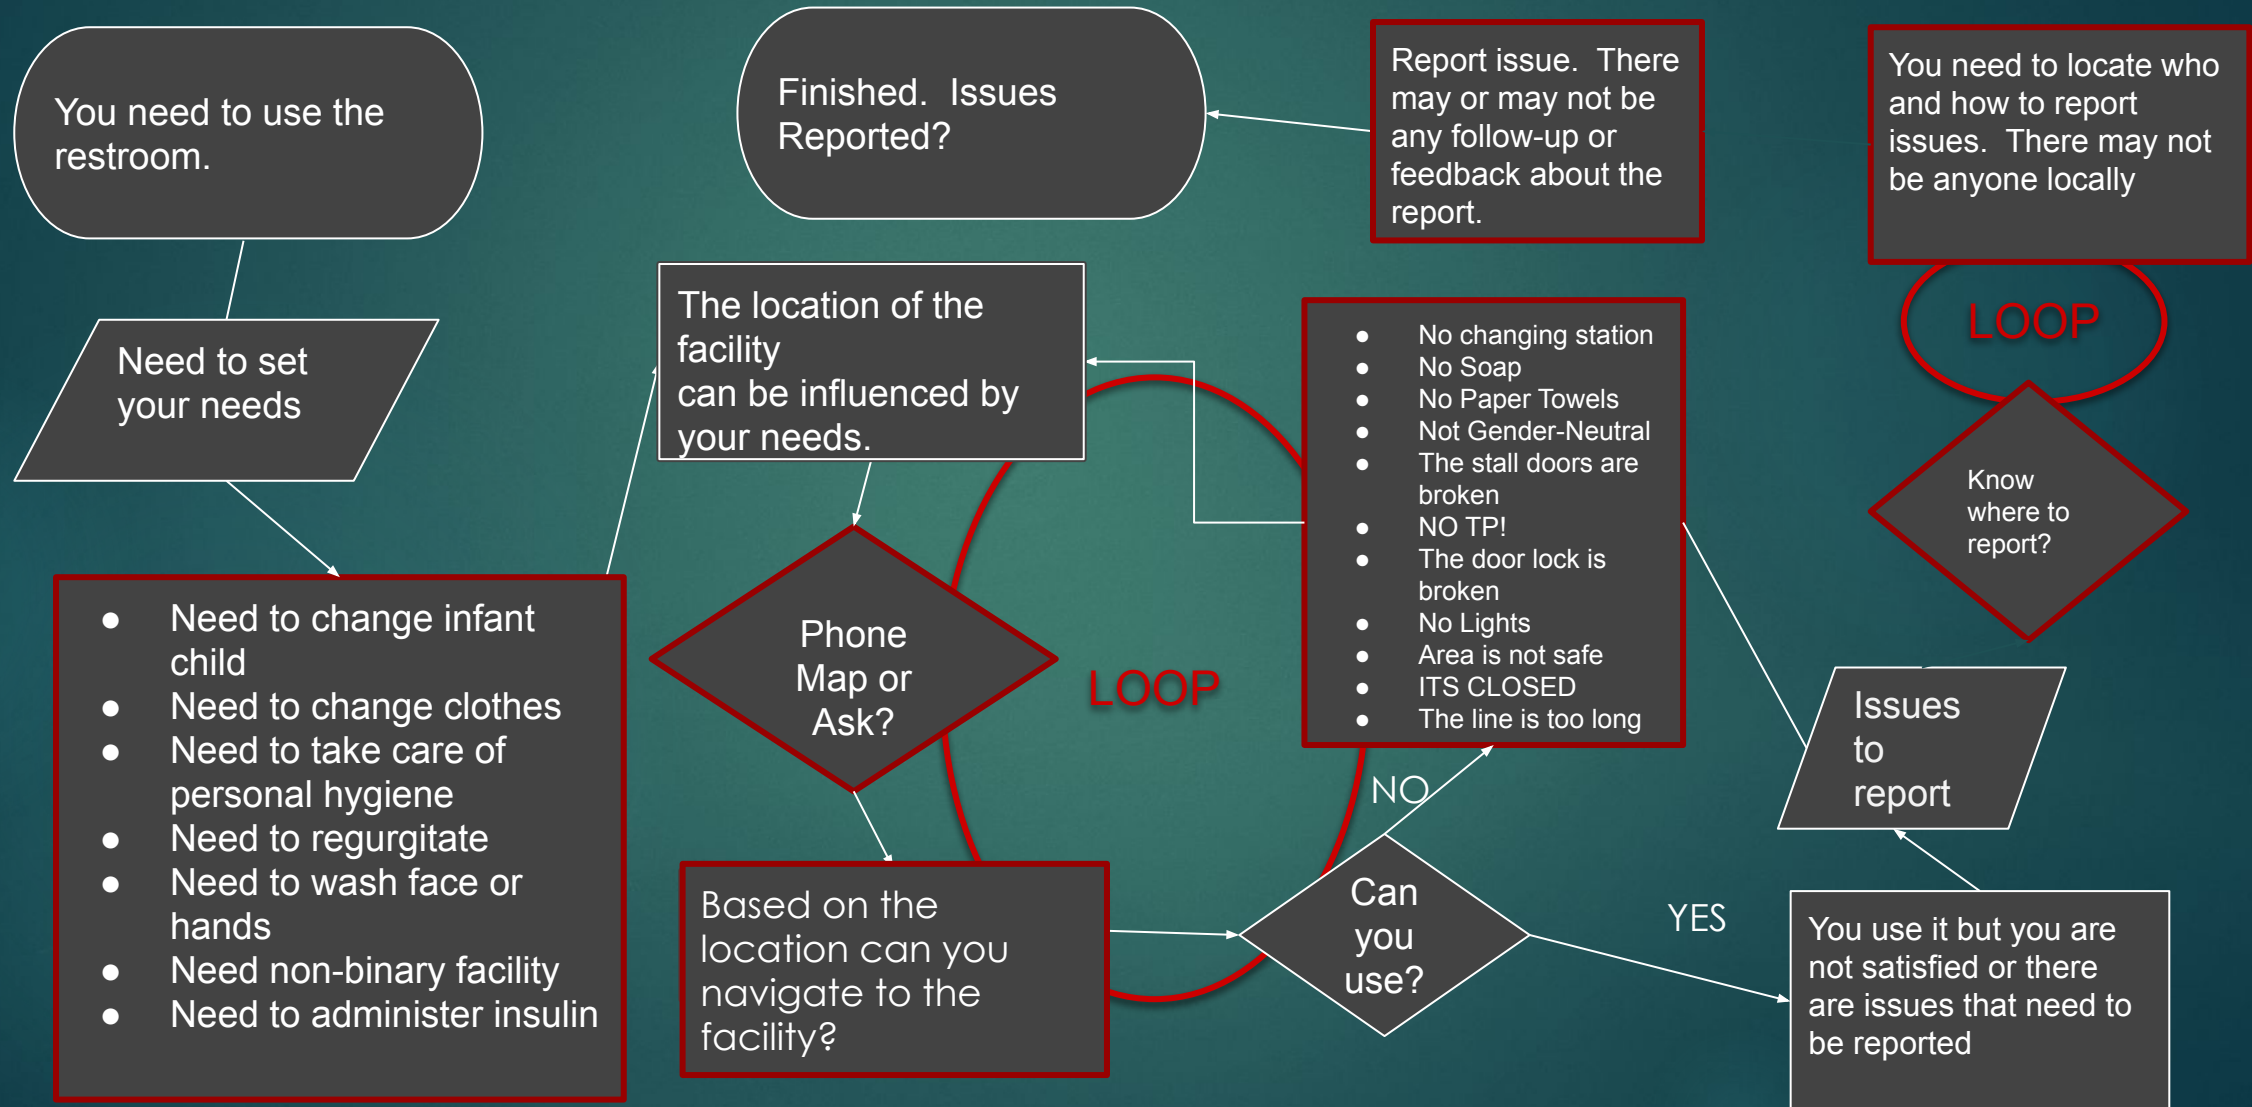 You need to use the
restroom.
Need to set
your needs
● Need to change infant
child
● Need to change clothes
● Need to take care of
personal hygiene
● Need to regurgitate
● Need to wash face or
hands
● Need non-binary facility
● Need to administer insulin
The location of the
facility
can be influenced by
your needs.
Phone
Map or
Ask?
Based on the
location can you
navigate to the
facility?
LOOP
Can
you
use?
NO
● No changing station
● No Soap
● No Paper Towels
● Not Gender-Neutral
● The stall doors are
broken
● NO TP!
● The door lock is
broken
● No Lights
● Area is not safe
● ITS CLOSED
● The line is too long
YES
You use it but you are
not satisfied or there
are issues that need to
be reported
Issues
to
report
Know
where to
report?
LOOP
You need to locate who
and how to report
issues.  There may not
be anyone locally
Report issue.  There
may or may not be
any follow-up or
feedback about the
report.
Finished.  Issues
Reported?